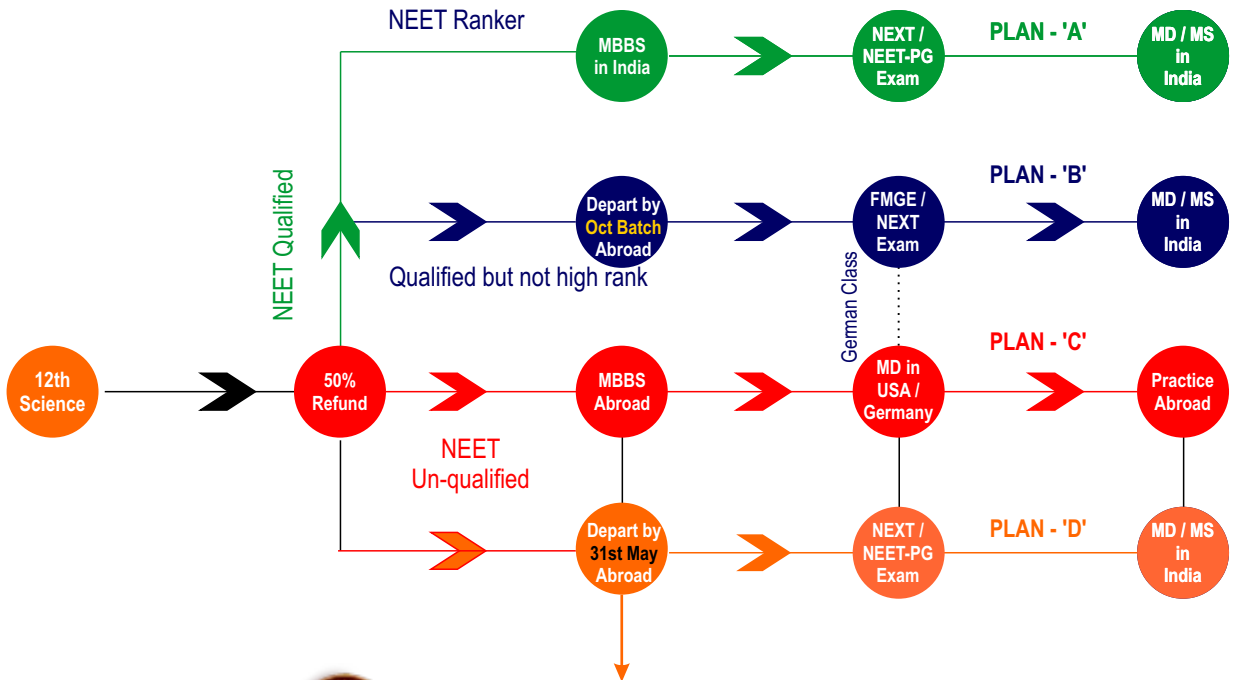 NEET Ranker
MBBS
in India
NEXT /
NEET-PG
Exam
PLAN - 'A'
MD / MS
in
India
NEET Qualified
Depart by
Oct Batch
Abroad
Qualified but not high rank
FMGE /
NEXT
Exam
PLAN - 'B'
MD / MS
in
India
German Class
12th
Science
50%
Refund
NEET
Un-qualified
MBBS
Abroad
MD in
USA /
Germany
PLAN - 'C'
Practice
Abroad
Depart by
31st May
Abroad
NEXT /
NEET-PG
Exam
PLAN - 'D'
MD / MS
in
India